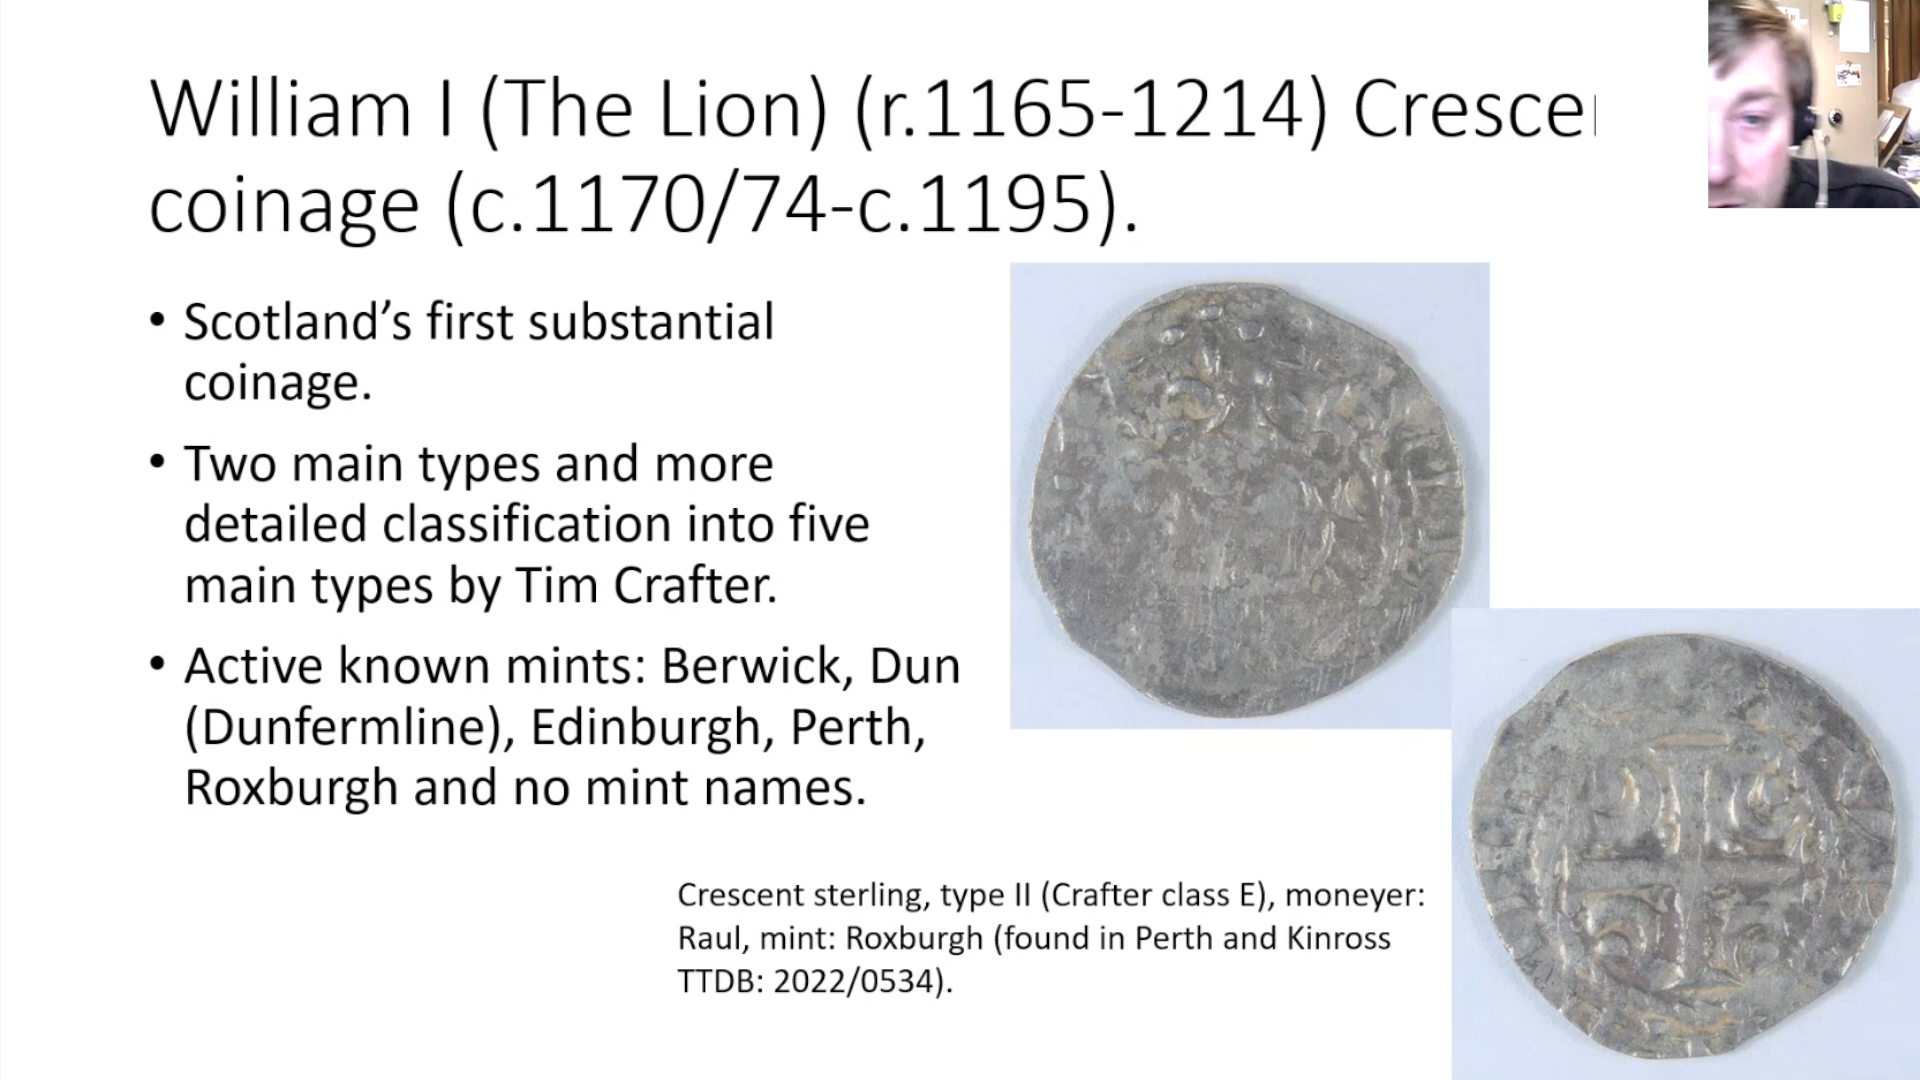 William I (The Lion) (r.1165-1214) Cresce
coinage (c.1170/74-c.1195).
• Scotland’s first substantial
coinage.
• Two main types and more
detailed classification into five
main types by Tim Crafter.
• Active known mints: Berwick, Dun
(Dunfermline), Edinburgh, Perth,
Roxburgh and no mint names.
Crescent sterling, type II (Crafter class E), moneyer:
Raul, mint: Roxburgh (found in Perth and Kinross
TTDB: 2022/0534).